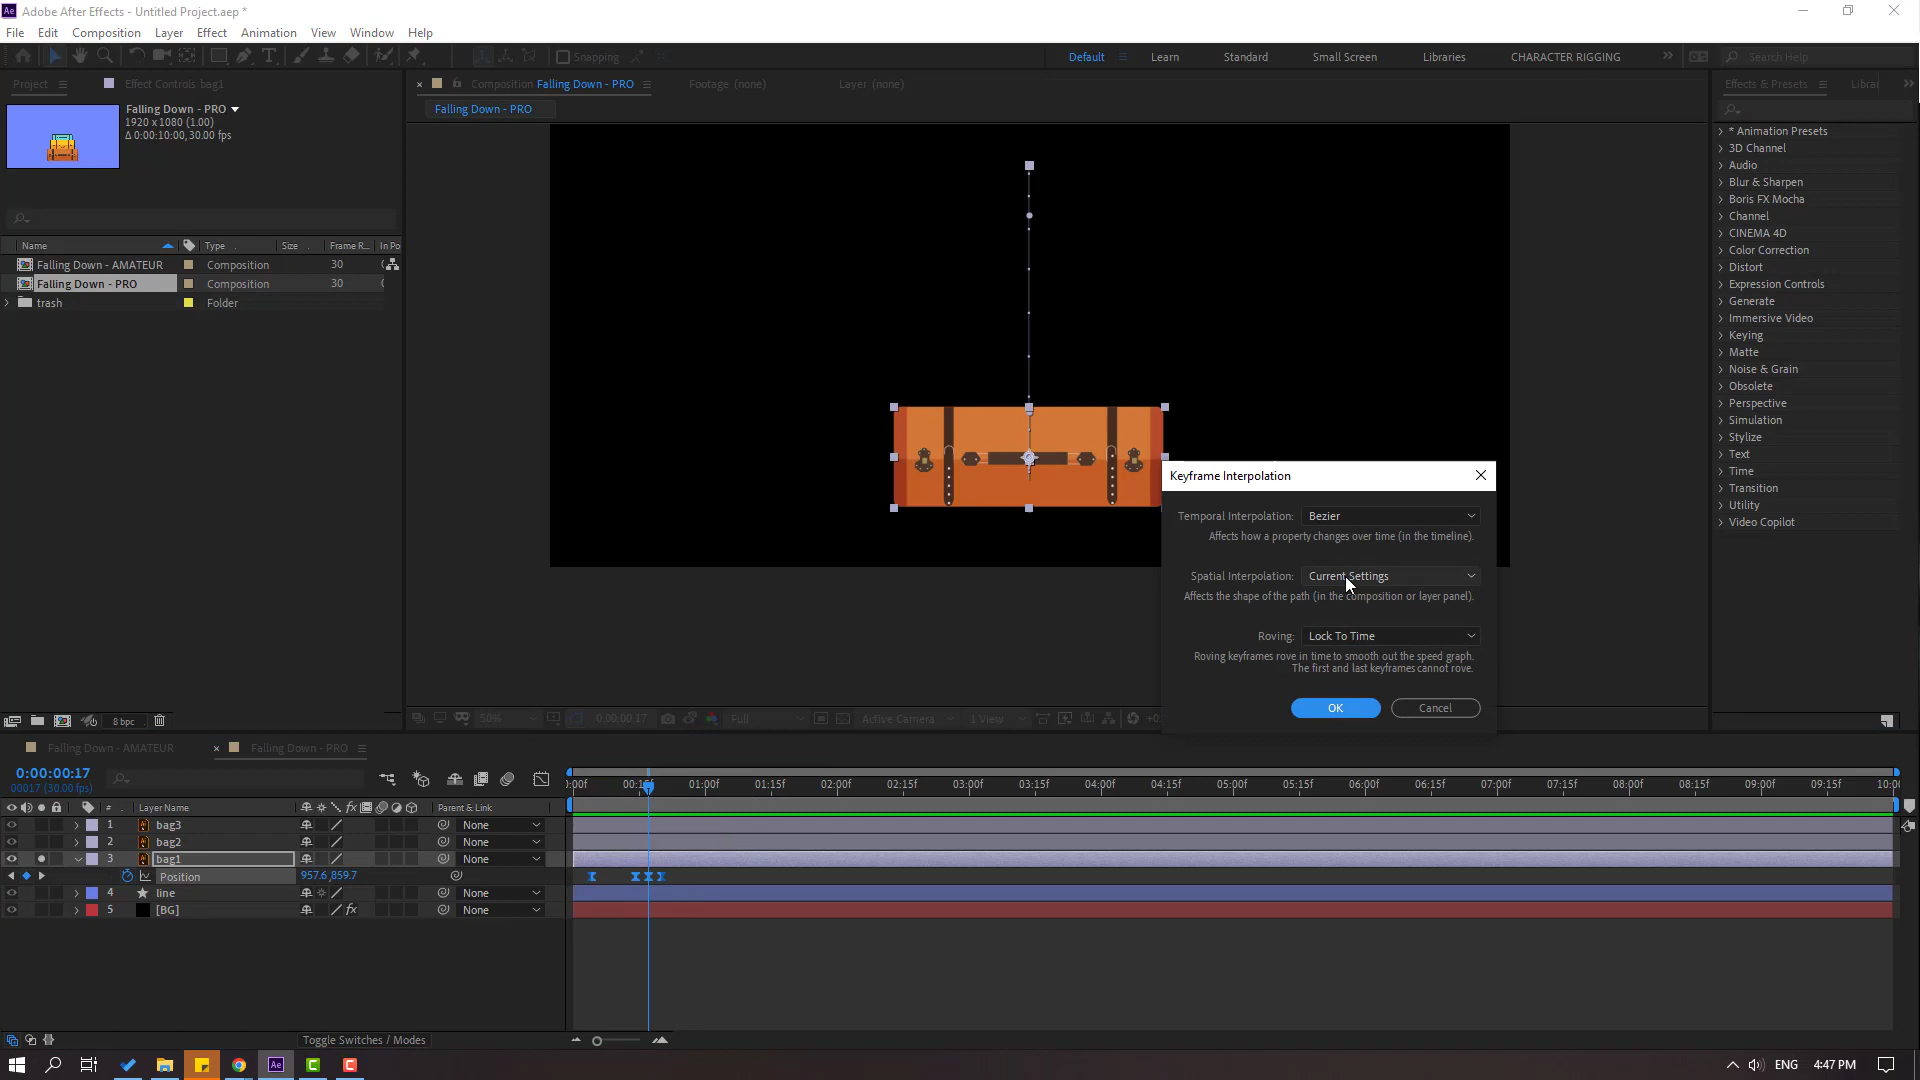 Adobe After Effects - Untitled Project.aep *
File Edit Composition Layer Effect Animation View Window Help
Snapping
Default Learn Standard Small Screen Libraries CHARACTER RIGGING Search Help
Project Effect Controls bag1
Composition Falling Down - PRO Footage (none) Layer (none)
Effects & Presets Librar
Falling Down - PRO
1920 x 1080 (1.00)
Δ 0:00:10:00, 30.00 fps
Falling Down - PRO
* Animation Presets
3D Channel
Audio
Blur & Sharpen
Boris FX Mocha
Channel
CINEMA 4D
Color Correction
Distort
Expression Controls
Generate
Immersive Video
Keying
Matte
Noise & Grain
Obsolete
Perspective
Simulation
Stylize
Text
Time
Transition
Utility
Video Copilot
Name Type Size Frame R... In Po
Falling Down - AMATEUR Composition 30
Falling Down - PRO Composition 30
trash Folder
Keyframe Interpolation
Temporal Interpolation: Bezier
Affects how a property changes over time (in the timeline).
Spatial Interpolation: Current Settings
Affects the shape of the path (in the composition or layer panel).
Roving: Lock To Time
Roving keyframes rove in time to smooth out the speed graph.
The first and last keyframes cannot rove.
OK Cancel
8 bpc
50% 0:00:00:17 Full Active Camera 1 View +0
Falling Down - AMATEUR Falling Down - PRO
0:00:00:17
00017 (30.00 fps)
:00f 00:15f 01:00f 01:15f 02:00f 02:15f 03:00f 03:15f 04:00f 04:15f 05:00f 05:15f 06:00f 06:15f 07:00f 07:15f 08:00f 08:15f 09:00f 09:15f 10:00
# Layer Name fx Parent & Link
1 bag3 None
2 bag2 None
3 bag1 None
Position 957.6,859.7
4 line None
5 [BG] fx None
Toggle Switches / Modes
ENG 4:47 PM